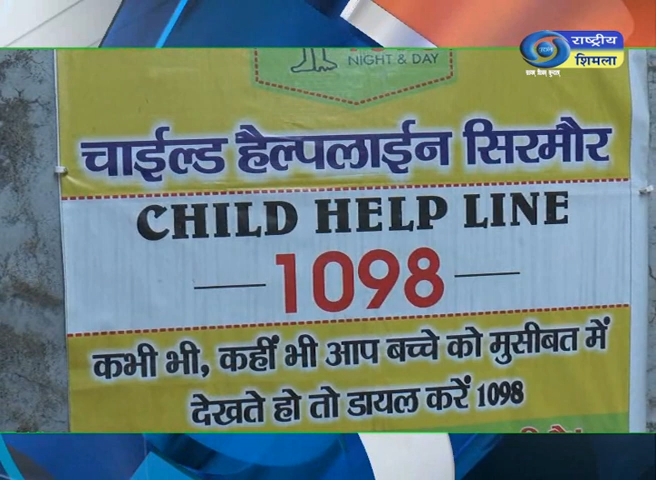 राष्ट्रीय
शिमला
NIGHT & DAY
चाईल्ड हैल्पलाईन सिरमौर
CHILD HELP LINE
1098
कभी भी, कहीं भी आप बच्चे को मुसीबत में
देखते हो तो डायल करें 1098